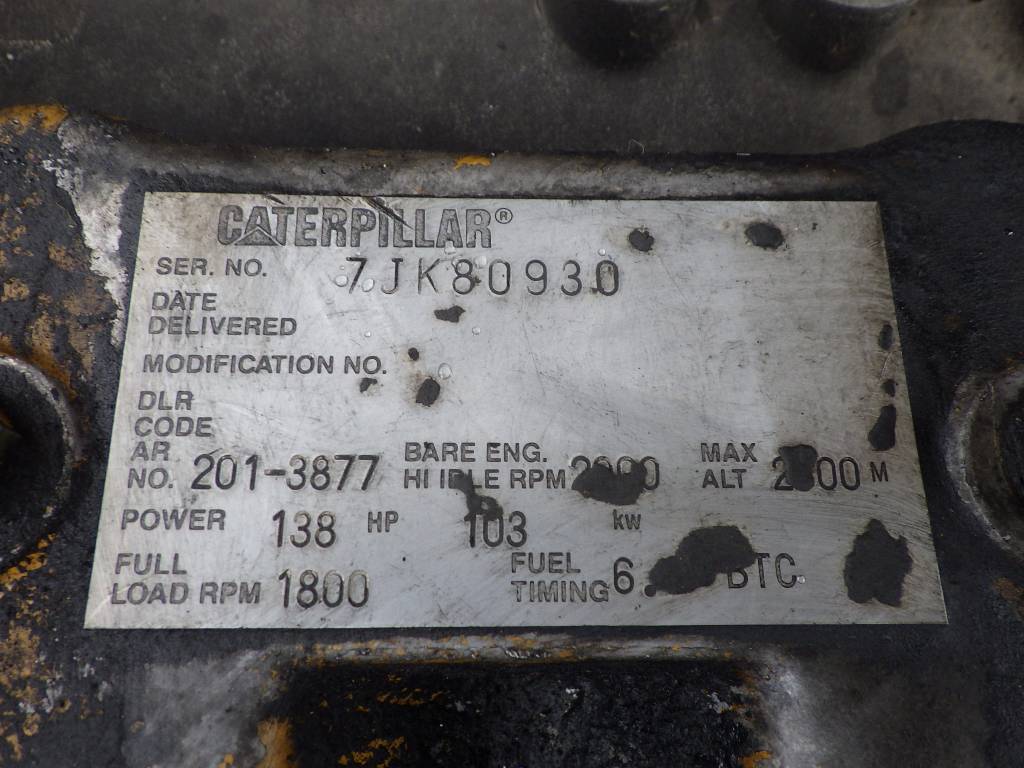 CATERPILLAR®
SER. NO. 7JK80930
DATE
DELIVERED
MODIFICATION NO.
DLR
CODE
AR
NO. 201-3877
BARE ENG.
HI IDLE RPM
MAX
ALT M
POWER 138 HP 103 kw
FULL
LOAD RPM 1800
FUEL
TIMING BTC